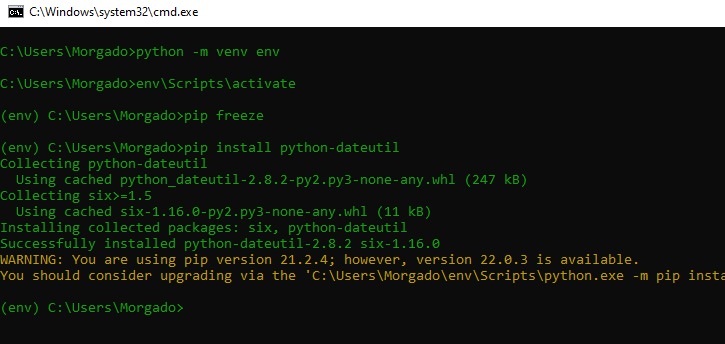 C:\Windows\system32\cmd.exe
C:\Users\Morgado>python -m venv env
C:\Users\Morgado>env\Scripts\activate
(env) C:\Users\Morgado>pip freeze
(env) C:\Users\Morgado>pip install python-dateutil
Collecting python-dateutil
  Using cached python_dateutil-2.8.2-py2.py3-none-any.whl (247 kB)
Collecting six>=1.5
  Using cached six-1.16.0-py2.py3-none-any.whl (11 kB)
Installing collected packages: six, python-dateutil
Successfully installed python-dateutil-2.8.2 six-1.16.0
WARNING: You are using pip version 21.2.4; however, version 22.0.3 is available.
You should consider upgrading via the 'C:\Users\Morgado\env\Scripts\python.exe -m pip insta
(env) C:\Users\Morgado>